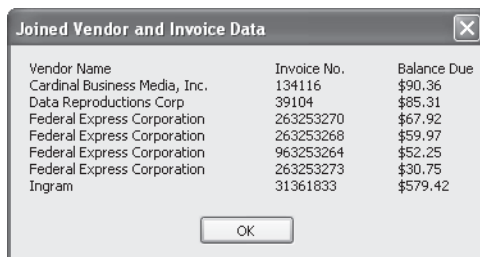 Joined Vendor and Invoice Data
Vendor Name Invoice No. Balance Due
Cardinal Business Media, Inc. 134116 $90.36
Data Reproductions Corp 39104 $85.31
Federal Express Corporation 263253270 $67.92
Federal Express Corporation 263253268 $59.97
Federal Express Corporation 963253264 $52.25
Federal Express Corporation 263253273 $30.75
Ingram 31361833 $579.42
OK